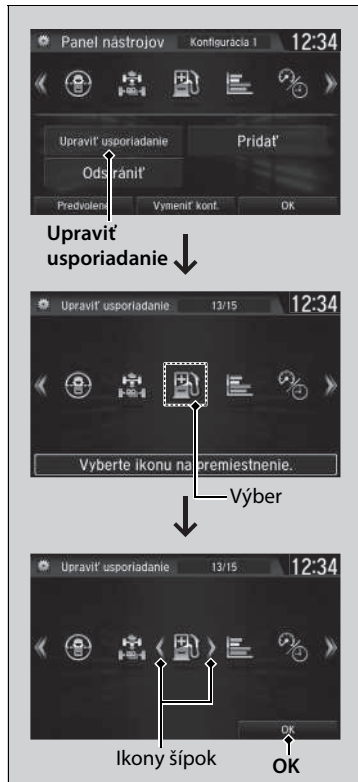 Panel nástrojov Konfigurácia 1 12:34
Upraviť usporiadanie Pridať
Odstrániť
Predvolené Vymeniť konf. OK
Upraviť
usporiadanie
Upraviť usporiadanie 13/15 12:34
Vyberte ikonu na premiestnenie.
Výber
Upraviť usporiadanie 13/15 12:34
OK
Ikony šípok
OK